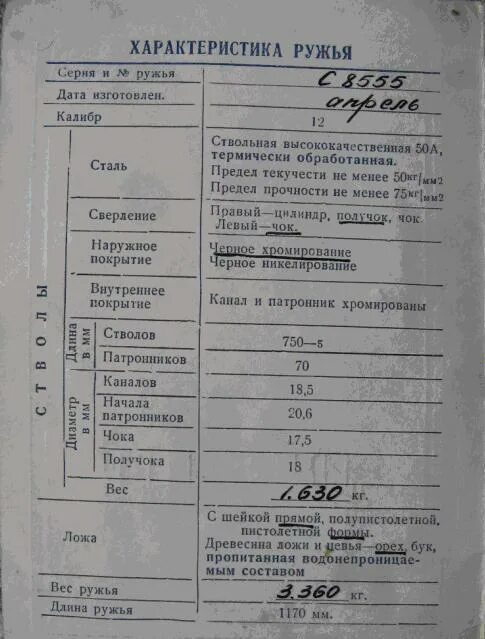 ХАРАКТЕРИСТИКА РУЖЬЯ
Серия и № ружья С 8555
Дата изготовлен. апрель
Калибр 12
СТВОЛЫ
Сталь
Ствольная высококачественная 50А,
термически обработанная.
Предел текучести не менее 50кг/мм2
Предел прочности не менее 75кг/мм2
Сверление
Правый—цилиндр, получок, чок
Левый—чок.
Наружное
покрытие
Черное хромирование
Черное никелирование
Внутреннее
покрытие
Канал и патронник хромированы
Длина
в мм
Стволов 750—5
Патронников 70
Диаметр
в мм
Каналов 18,5
Начала
патронников 20,6
Чока 17,5
Получока 18
Вес 1.630 кг.
Ложа
С шейкой прямой, полупистолетной,
пистолетной формы.
Древесина ложи и цевья—орех, бук,
пропитанная водонепроницае-
мым составом
Вес ружья 3.360 кг.
Длина ружья 1170 мм.